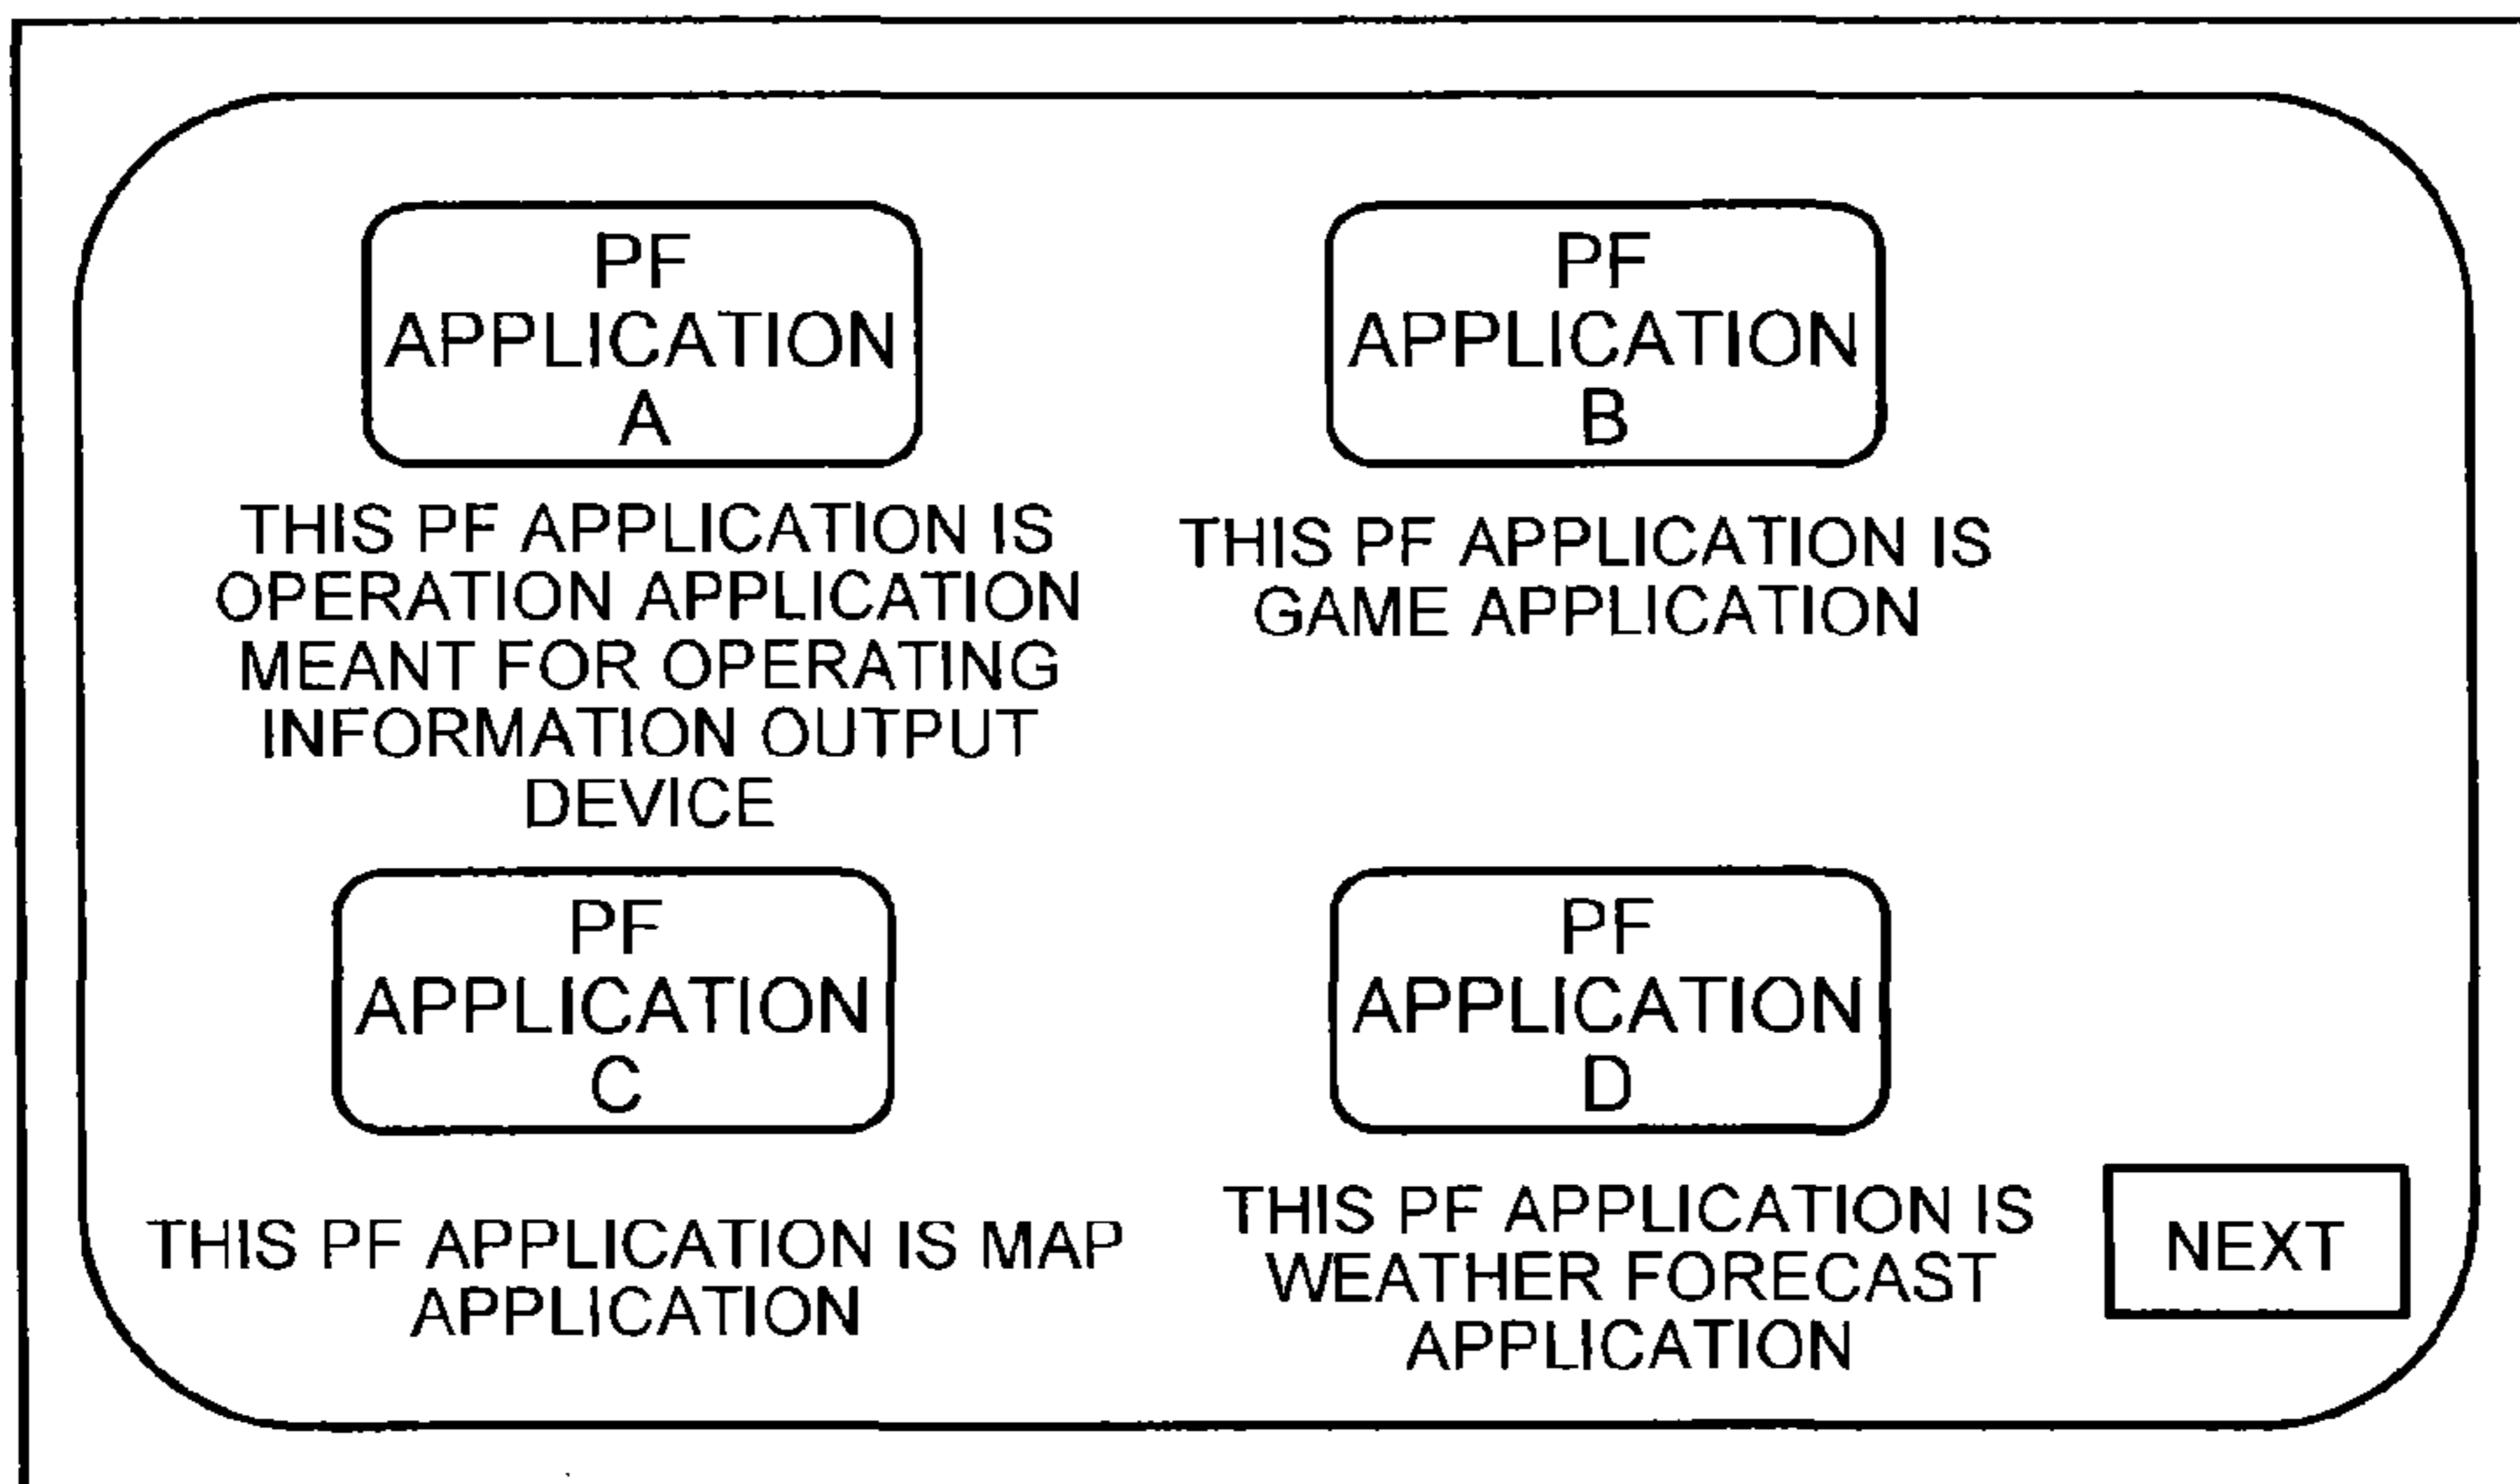 PF
APPLICATION
A
THIS PF APPLICATION IS
OPERATION APPLICATION
MEANT FOR OPERATING
INFORMATION OUTPUT
DEVICE
PF
APPLICATION
B
THIS PF APPLICATION IS
GAME APPLICATION
PF
APPLICATION
C
THIS PF APPLICATION IS MAP
APPLICATION
PF
APPLICATION
D
THIS PF APPLICATION IS
WEATHER FORECAST
APPLICATION
NEXT